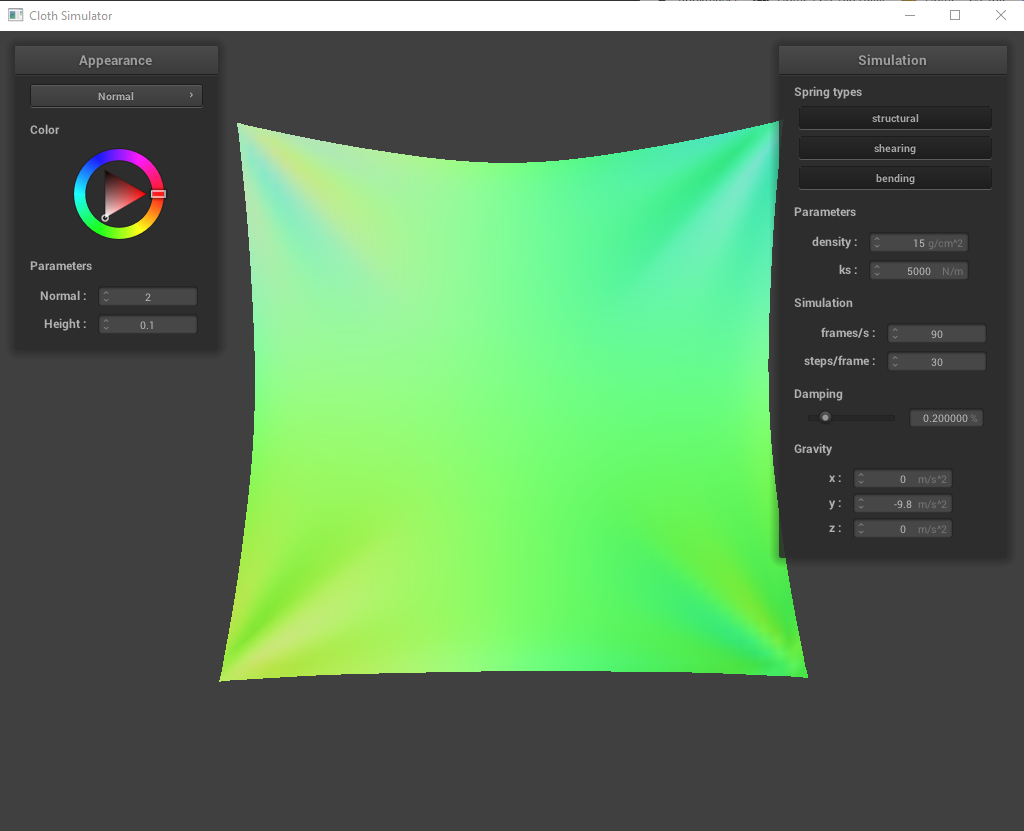 Cloth Simulator
Appearance
Normal
Color
Parameters
Normal : 2
Height : 0.1
Simulation
Spring types
structural
shearing
bending
Parameters
density : 15 g/cm^2
ks : 5000 N/m
Simulation
frames/s : 90
steps/frame : 30
Damping
0.200000 %
Gravity
x : 0 m/s^2
y : -9.8 m/s^2
z : 0 m/s^2